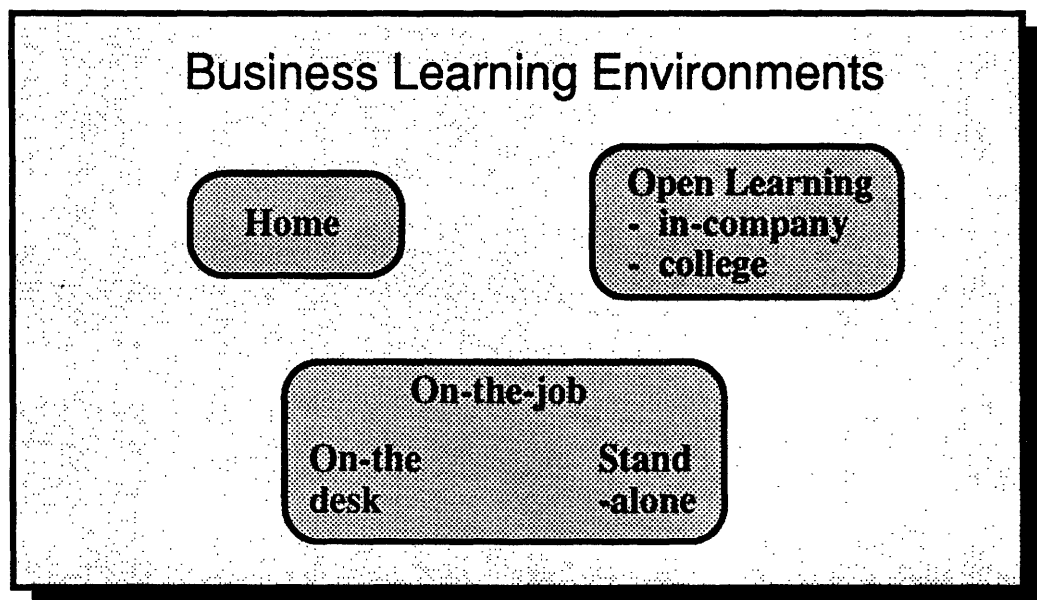 Business Learning Environments
Home
Open Learning
- in-company
- college
On-the-job
On-the
desk
Stand
-alone